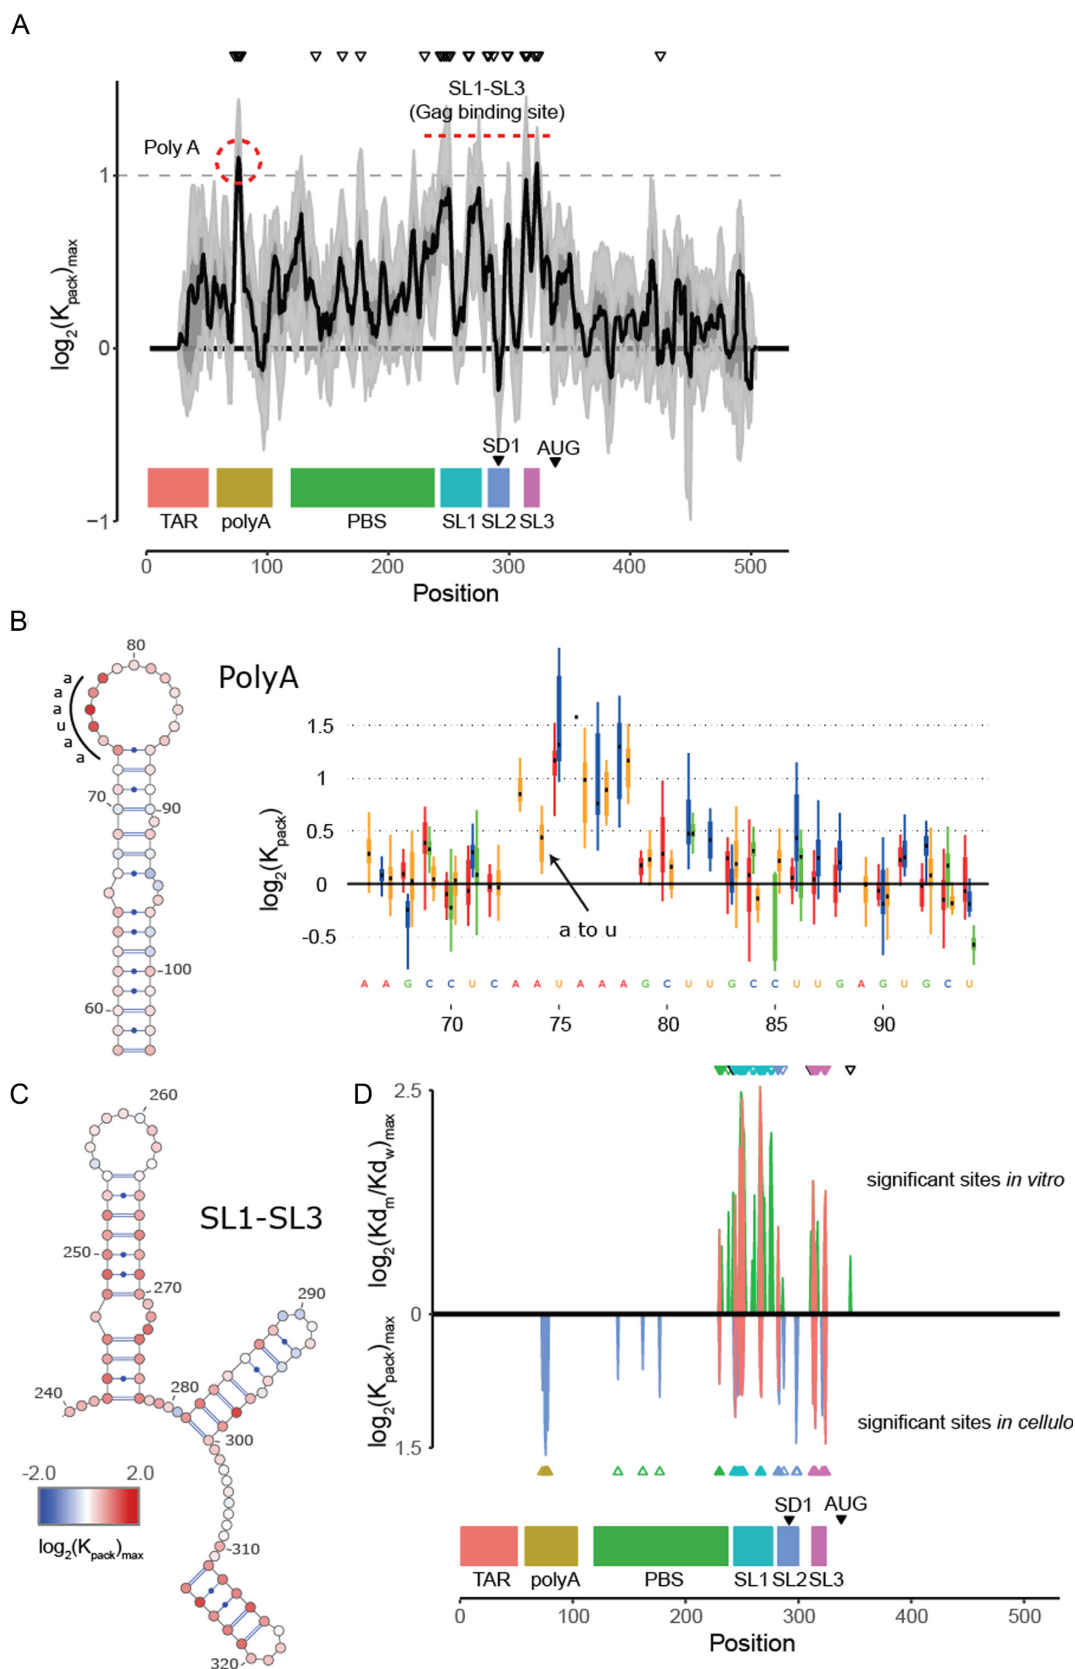 A
SL1-SL3
(Gag binding site)
Poly A
1
0
−1
log2(Kpack)max
SD1
AUG
TAR polyA PBS SL1 SL2 SL3
0 100 200 300 400 500
Position
B
80
a
a
a
u
a
a
70
90
100
60
PolyA
1.5
1
0.5
0
-0.5
log2(Kpack)
a to u
A A G C C U C A A U A A A G C U U G C C U U G A G U G C U
70 75 80 85 90
C
260
250
270
SL1-SL3
290
240
280
300
310
320
-2.0 2.0
log2(Kpack)max
D
2.5
0
1.5
log2(Kdm/Kdw)max
log2(Kpack)max
significant sites in vitro
significant sites in cellulo
SD1
AUG
TAR polyA PBS SL1 SL2 SL3
0 100 200 300 400 500
Position